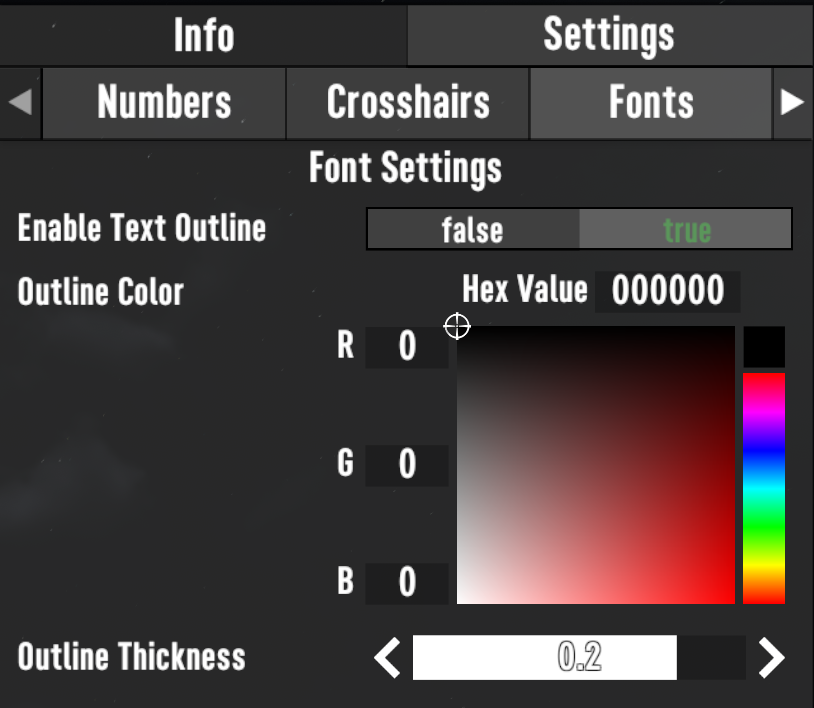 Info Settings
Numbers Crosshairs Fonts
Font Settings
Enable Text Outline false true
Outline Color Hex Value 000000
R 0
G 0
B 0
Outline Thickness 0.2